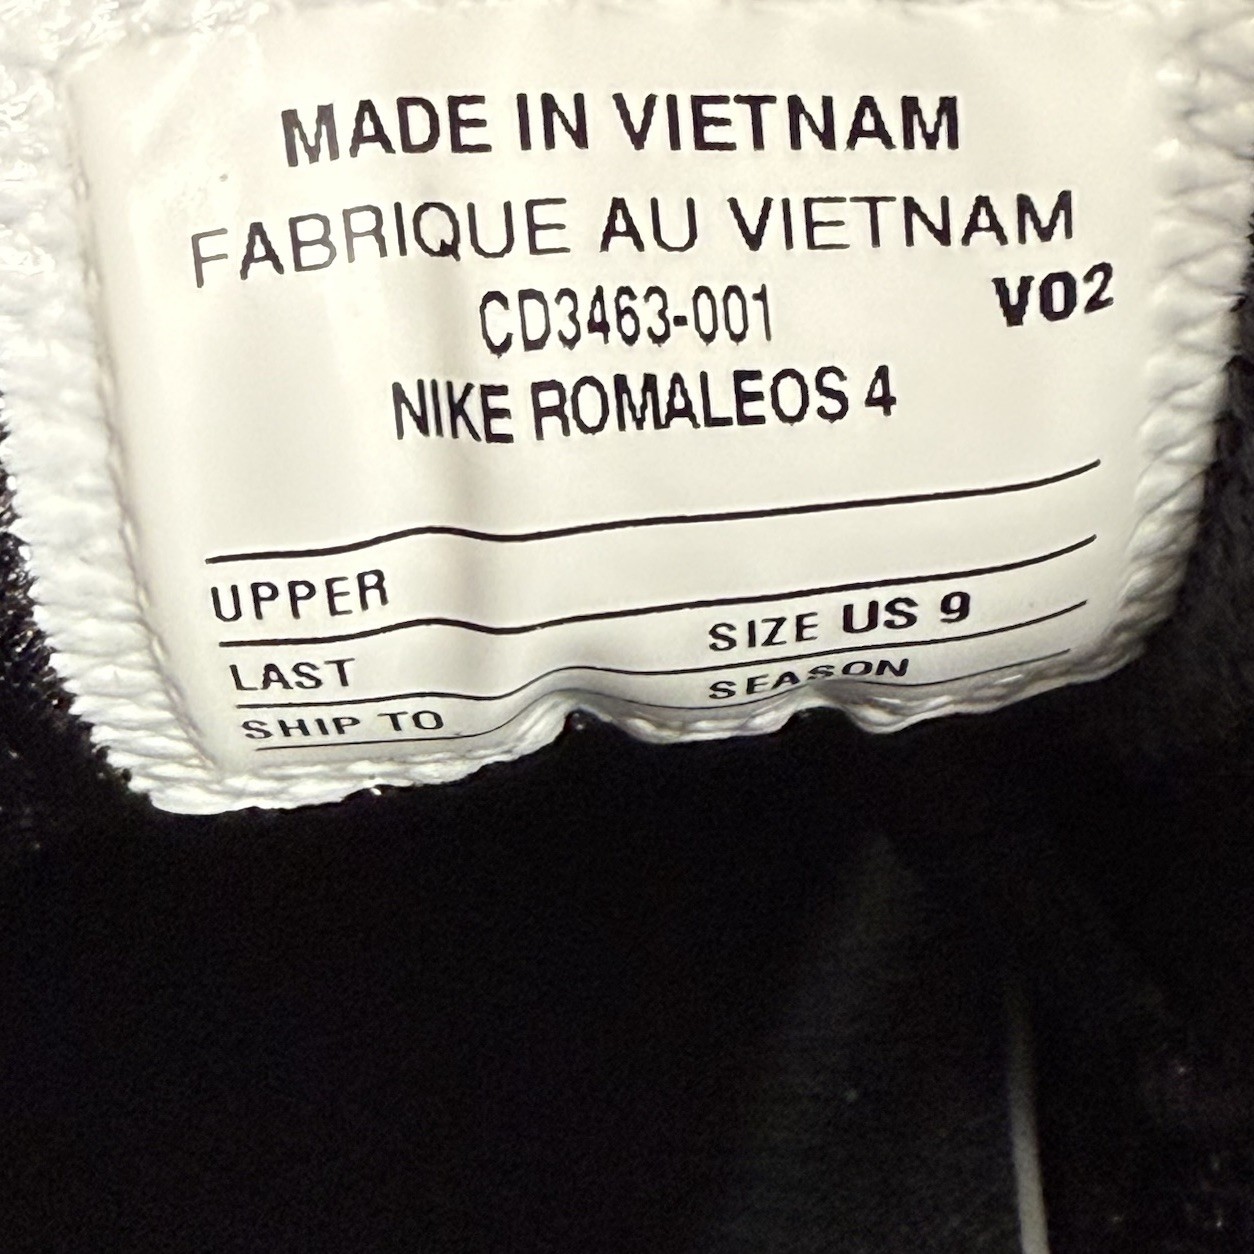 MADE IN VIETNAM
FABRIQUE AU VIETNAM
CD3463-001 VO2
NIKE ROMALEOS 4
UPPER
LAST SIZE US 9
SHIP TO SEASON